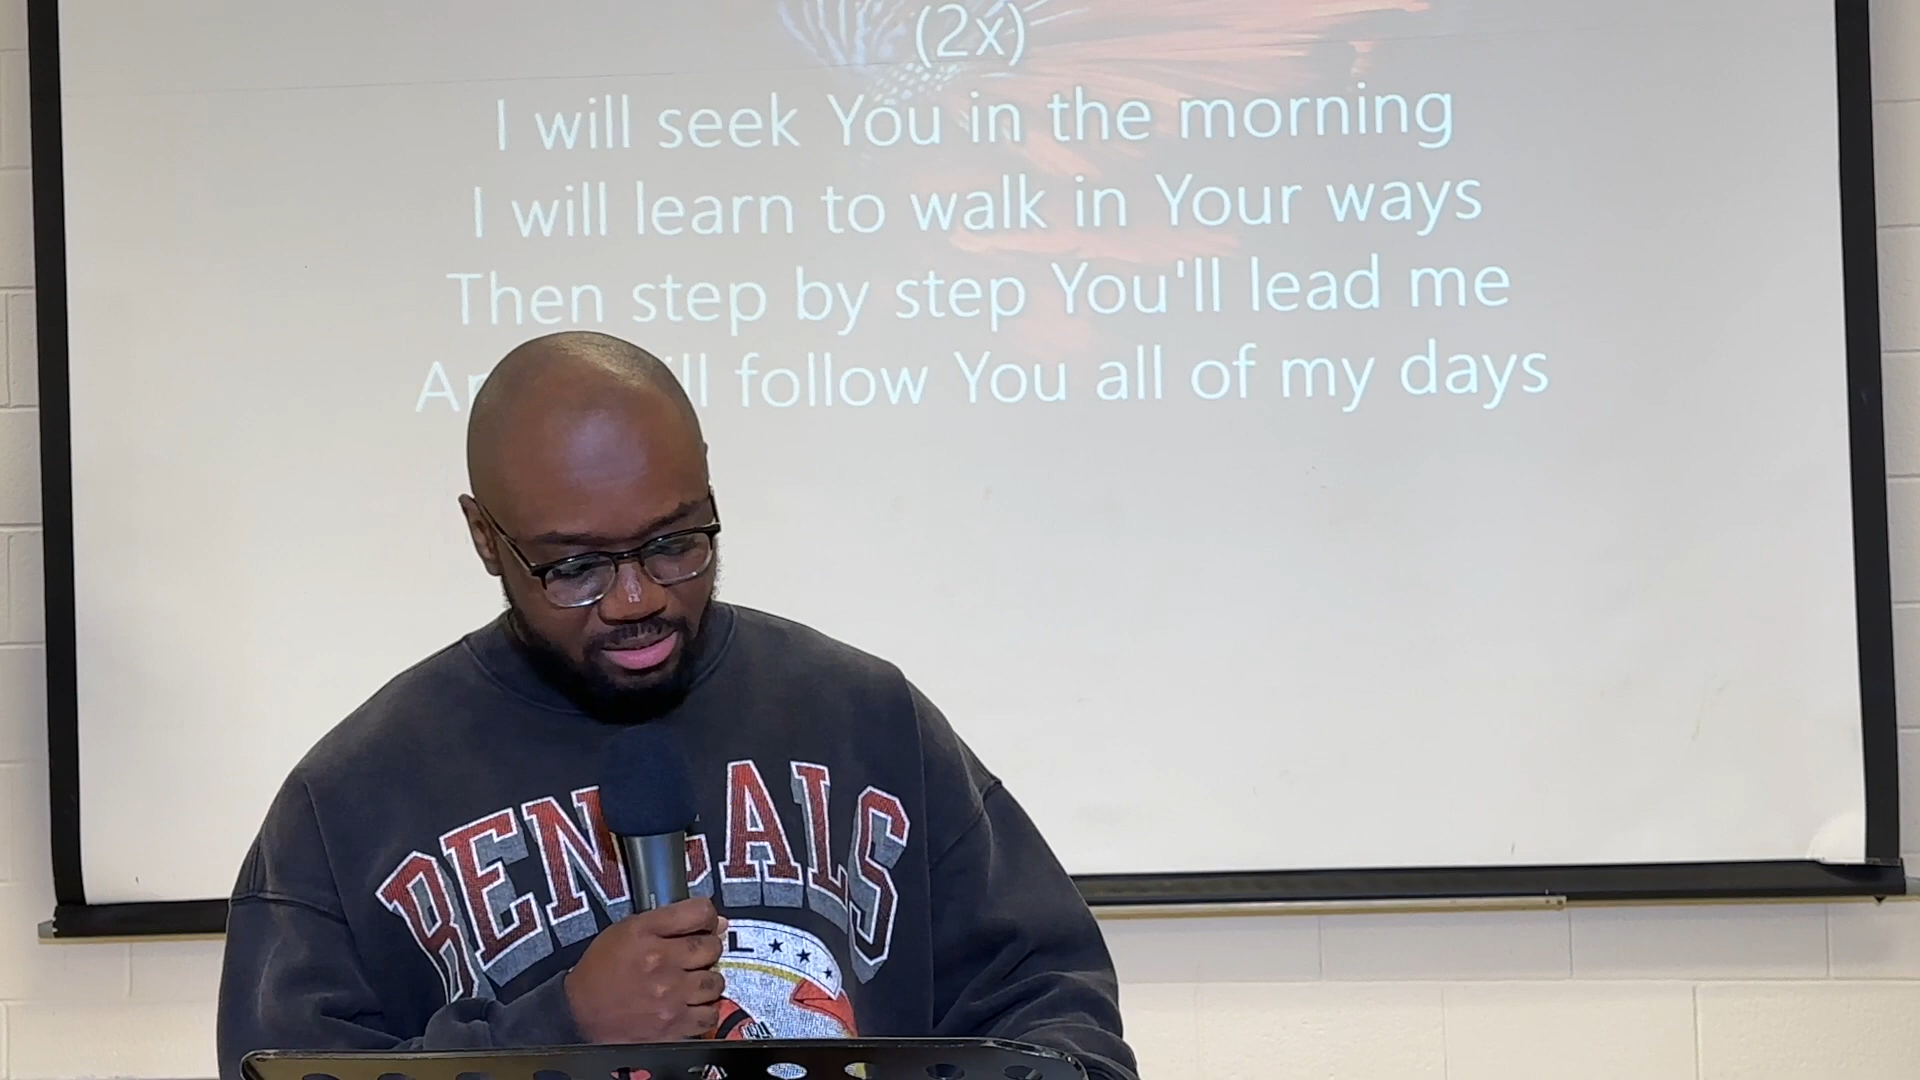 (2x)
I will seek You in the morning
I will learn to walk in Your ways
Then step by step You'll lead me
follow You all of my days
BENGALS
L